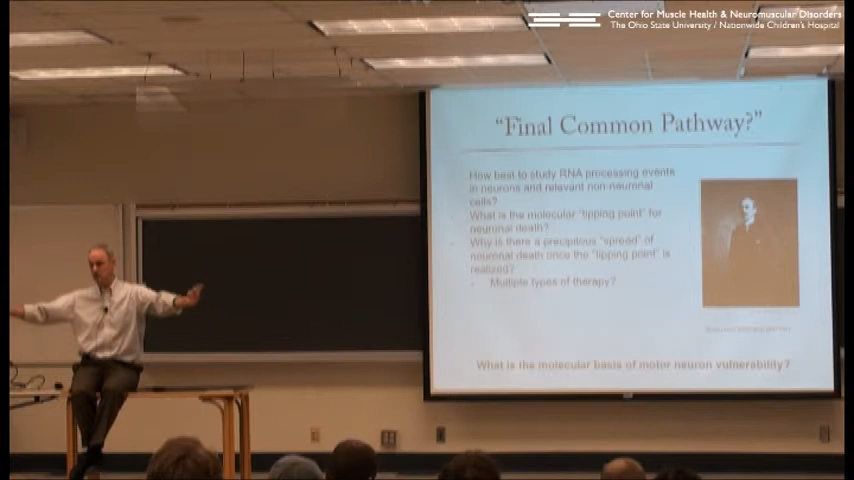 Center for Muscle Health & Neuromuscular Disorders
The Ohio State University / Nationwide Children's Hospital
"Final Common Pathway?"
How best to study RNA processing events
in neurons and relevant non-neuronal
cells?
What is the molecular "tipping point" for
neuronal death?
Why is there a precipitous "spread" of
neuronal death once the "tipping point" is
realized?
Multiple types of therapy?
What is the molecular basis of motor neuron vulnerability?